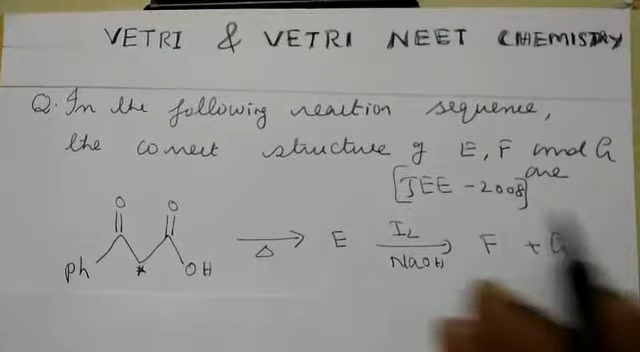 VETRI & VETRI NEET CHEMISTRY
Q. In the following reaction sequence,
the correct structure of E, F and G
are
[JEE - 2008]
O O
Ph * OH Δ E I2 NaOH F + G